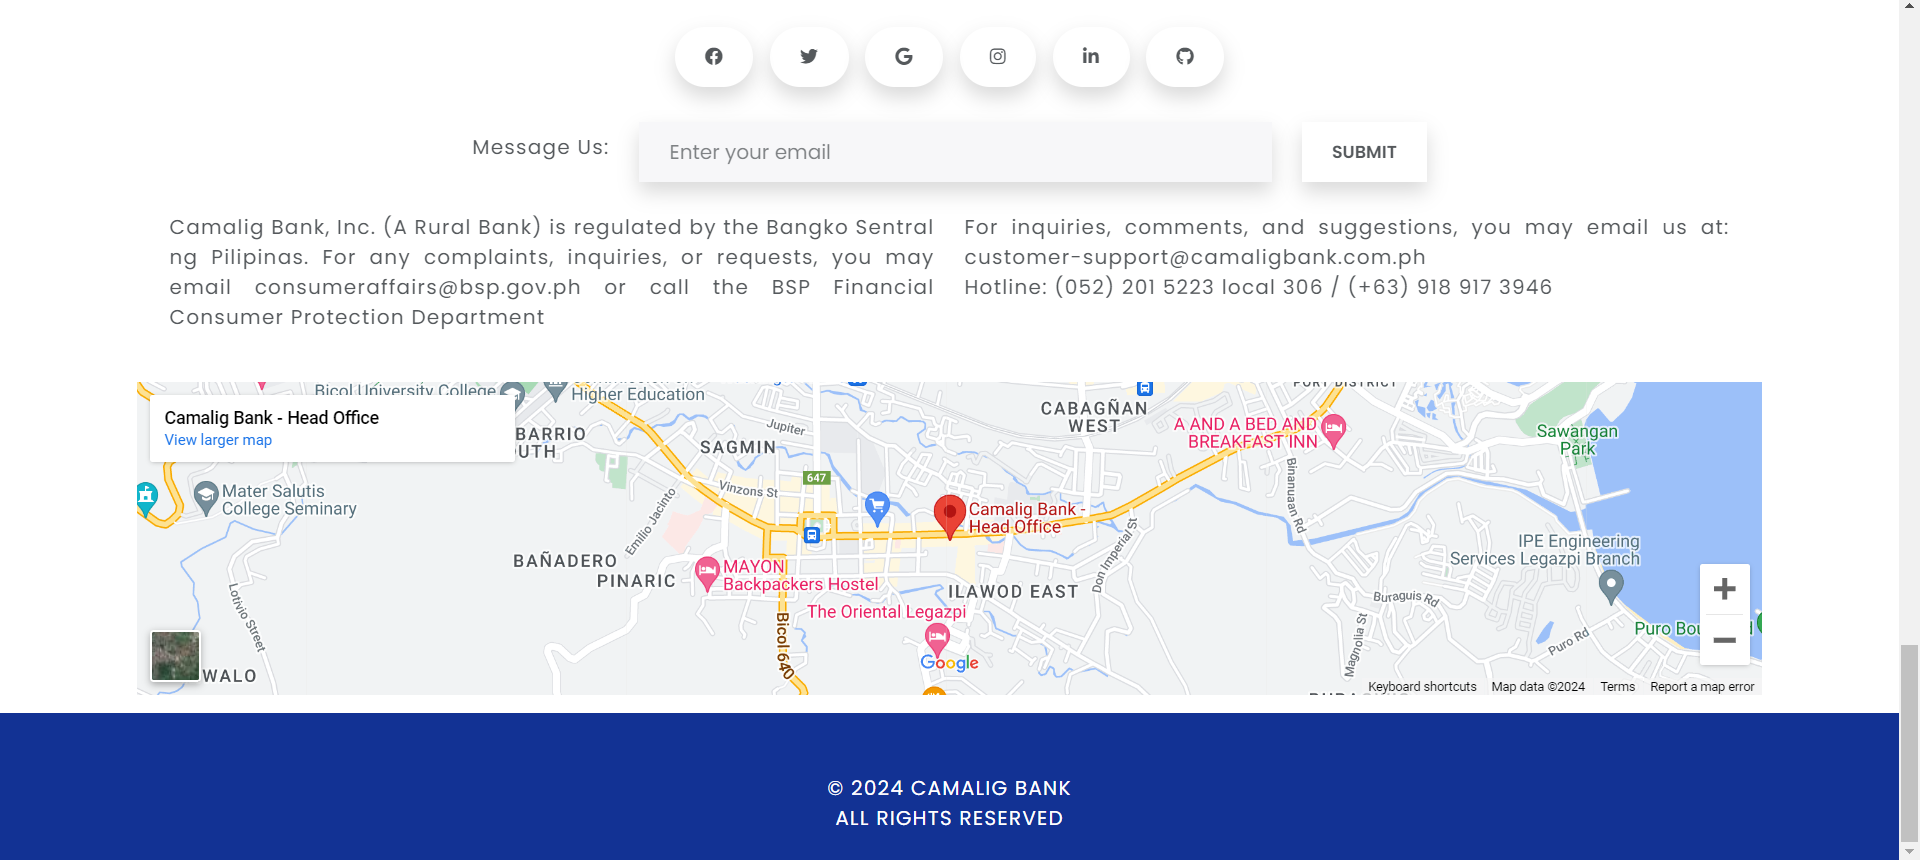 Message Us:
Enter your email
SUBMIT
Camalig Bank, Inc. (A Rural Bank) is regulated by the Bangko Sentral
ng Pilipinas. For any complaints, inquiries, or requests, you may
email consumeraffairs@bsp.gov.ph or call the BSP Financial
Consumer Protection Department
For inquiries, comments, and suggestions, you may email us at:
customer-support@camaligbank.com.ph
Hotline: (052) 201 5223 local 306 / (+63) 918 917 3946
Bicol University College
Higher Education
PORT DISTRICT
Camalig Bank - Head Office
View larger map
BARRIO
UTH
Jupiter
SAGMIN
CABAGÑAN
WEST
A AND A BED AND
BREAKFAST INN
Sawangan
Park
647
Vinzons St
Mater Salutis
College Seminary
Emilio Jacinto
Binanuaan Rd
Camalig Bank -
Head Office
Don Imperial St
IPE Engineering
Services Legazpi Branch
BAÑADERO
PINARIC
MAYON
Backpackers Hostel
ILAWOD EAST
The Oriental Legazpi
Lotivio Street
Bicol 640
Buraguis Rd
Magnolia St
Puro Rd
Puro Bou
Google
WALO
Keyboard shortcuts
Map data ©2024
Terms
Report a map error
© 2024 CAMALIG BANK
ALL RIGHTS RESERVED